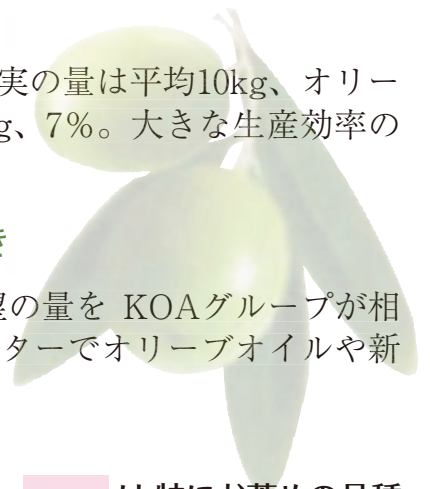 実の量は平均10kg、オリー
g、7%。大きな生産効率の
き
望の量を KOAグループが相
ターでオリーブオイルや新
は特にお薦めの品種